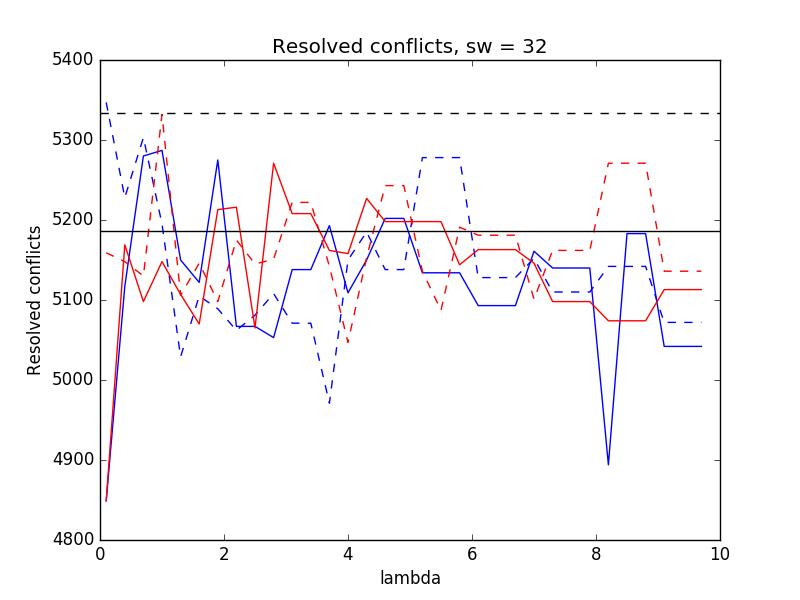 Resolved conflicts, sw = 32
5400
5300
5200
5100
5000
4900
4800
Resolved conflicts
0 2 4 6 8 10
lambda